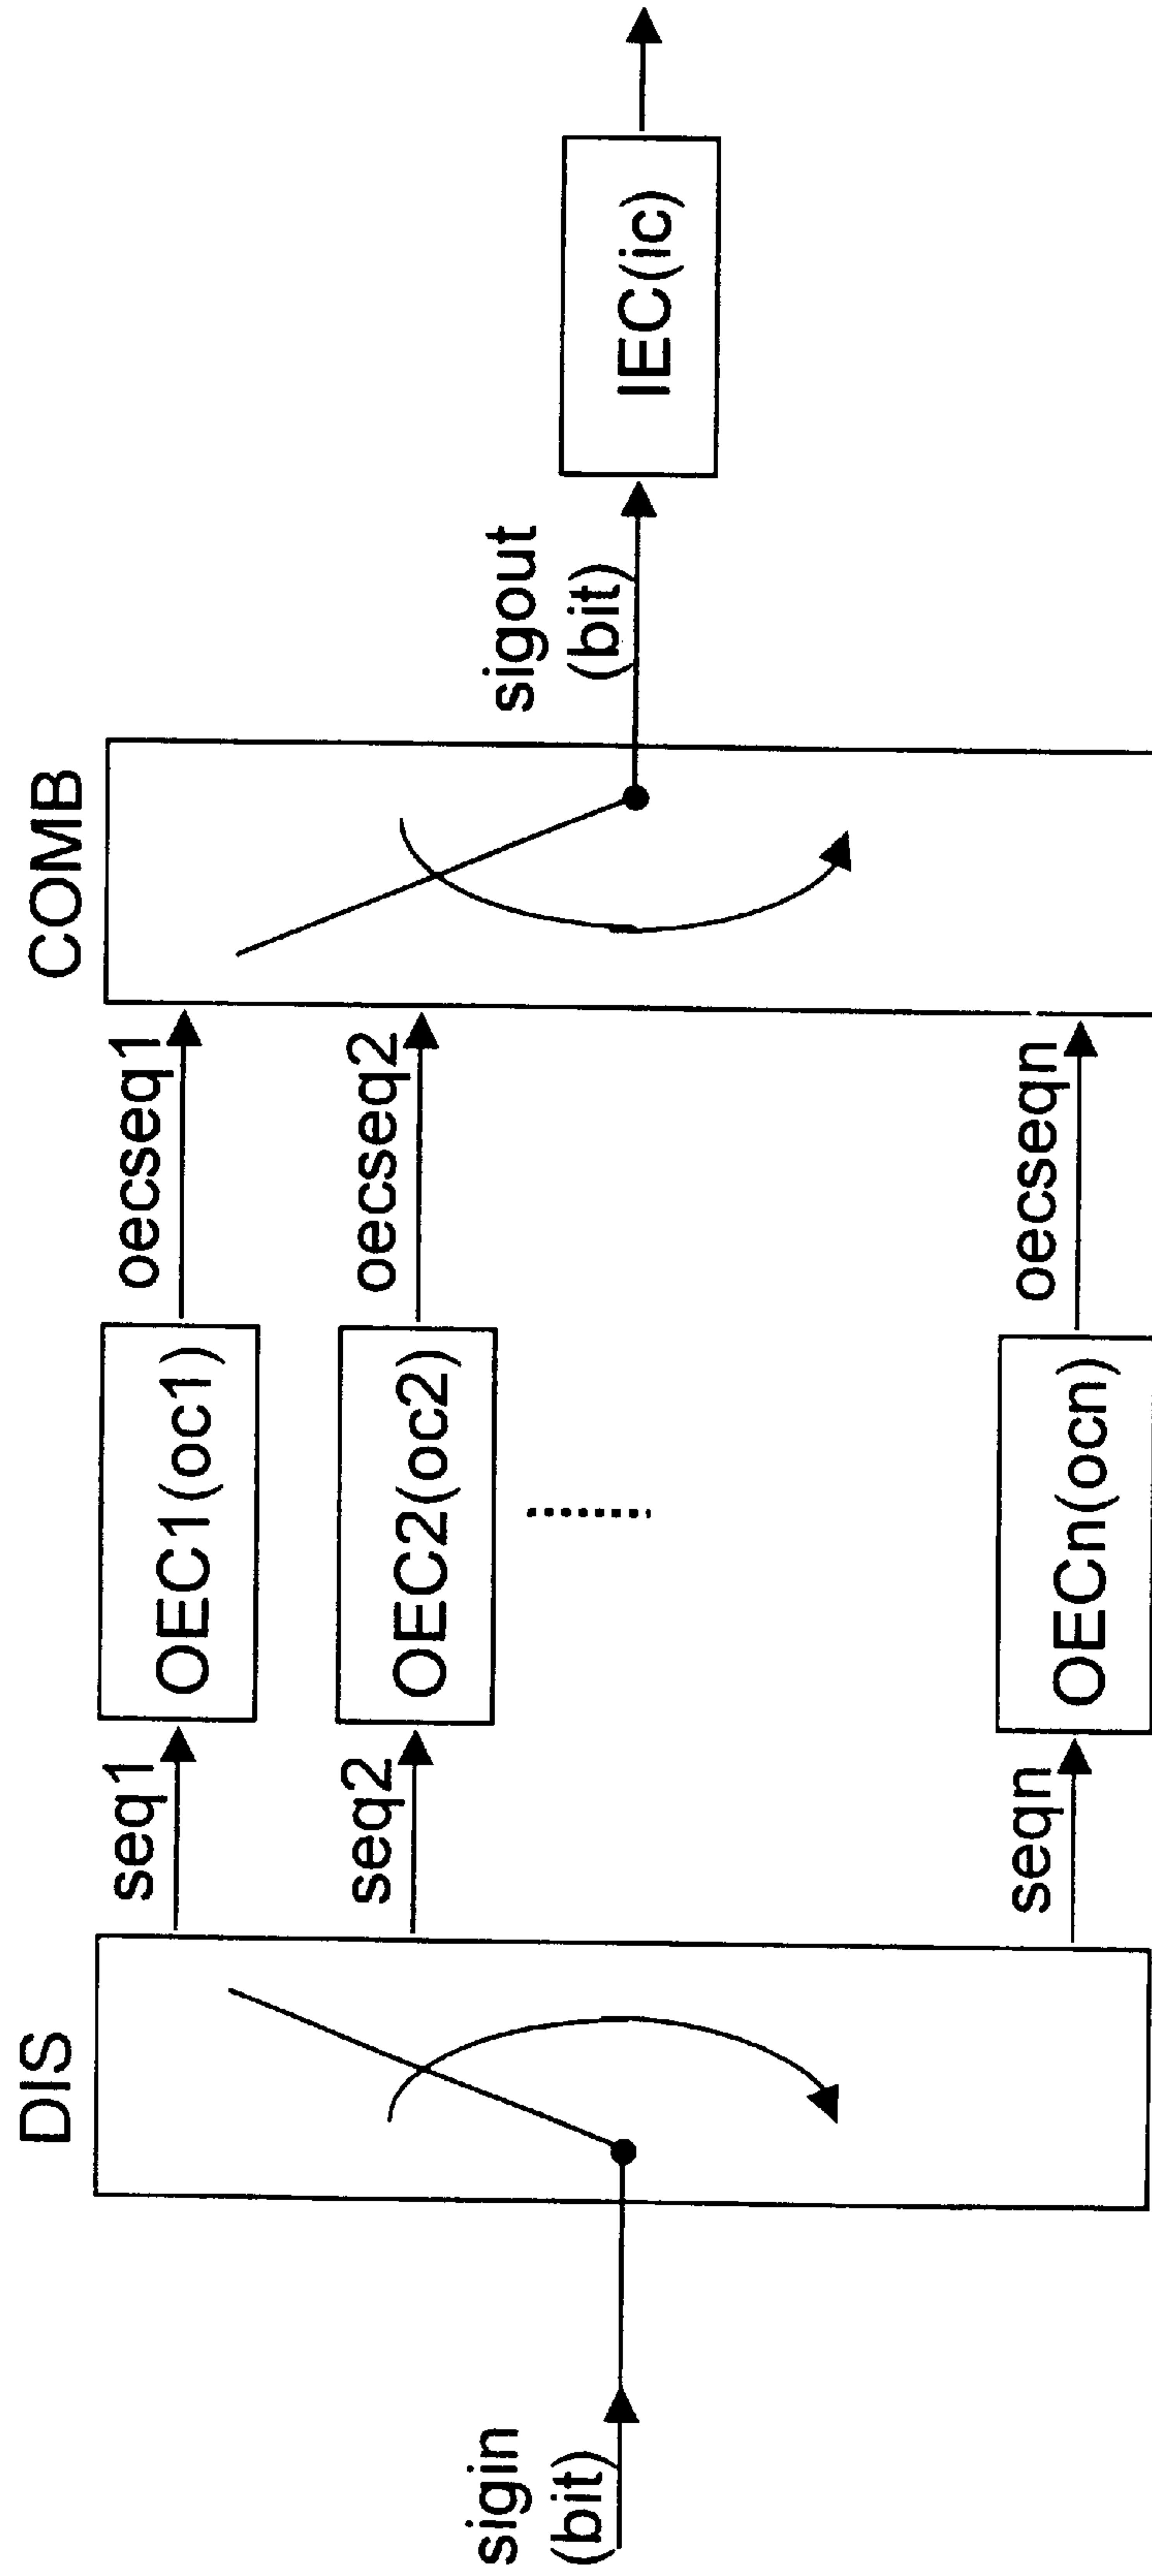 DIS
COMB
sigin
(bit)
seq1
OEC1(oc1)
oecseq1
seq2
OEC2(oc2)
oecseq2
seqn
OECn(ocn)
oecseqn
sigout
(bit)
IEC(ic)